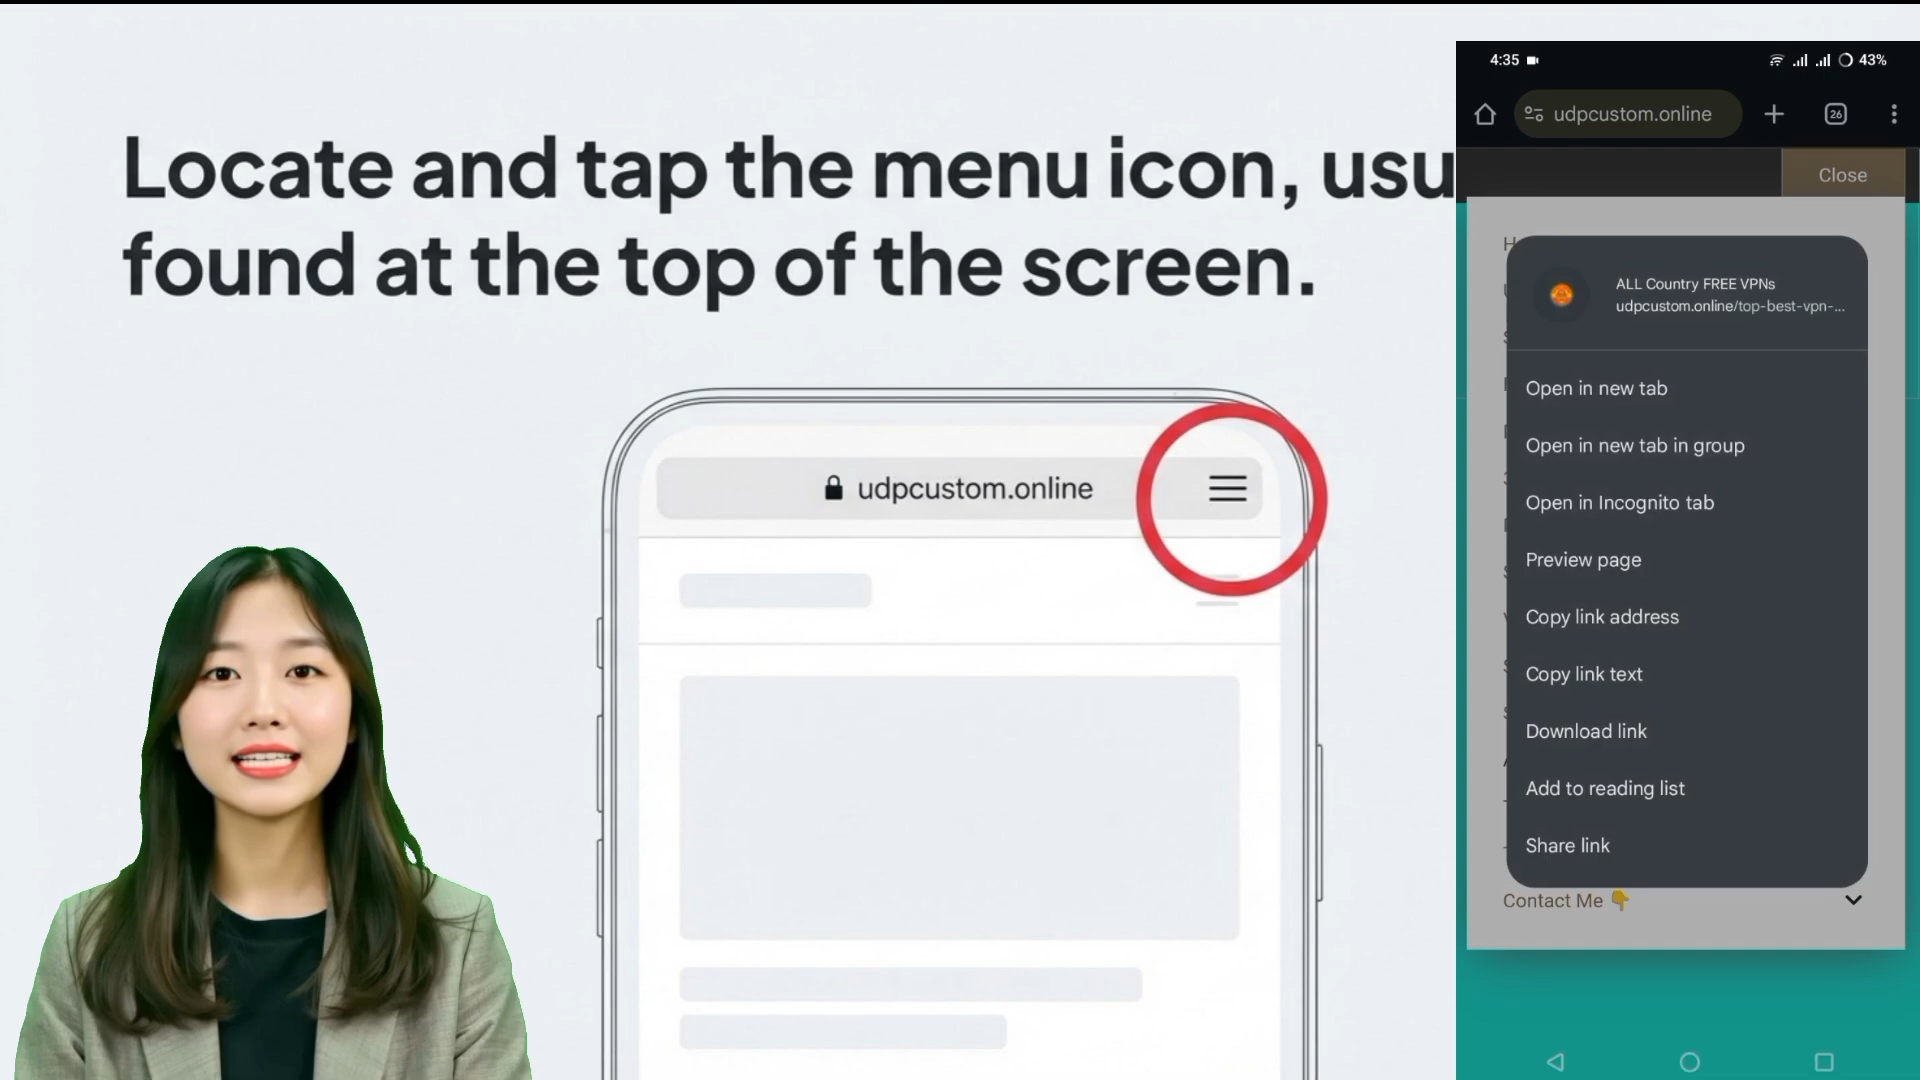 Locate and tap the menu icon, usu
found at the top of the screen.
udpcustom.online
4:35
43%
udpcustom.online
26
Close
ALL Country FREE VPNs
udpcustom.online/top-best-vpn-...
Open in new tab
Open in new tab in group
Open in Incognito tab
Preview page
Copy link address
Copy link text
Download link
Add to reading list
Share link
Contact Me 👇